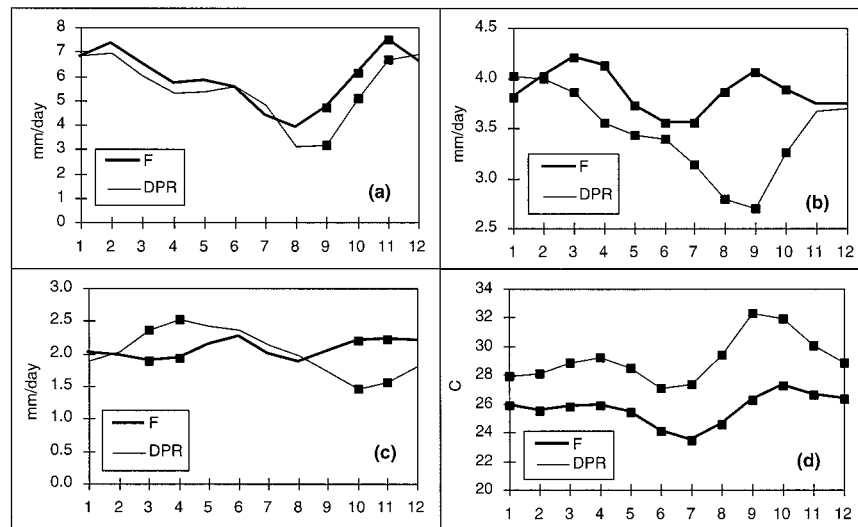 8
7
6
5
4
3
2
1
0
mm/day
F
DPR
(a)
1 2 3 4 5 6 7 8 9 10 11 12
4.5
4.0
3.5
3.0
2.5
mm/day
F
DPR
(b)
1 2 3 4 5 6 7 8 9 10 11 12
3.0
2.5
2.0
1.5
1.0
0.5
0.0
mm/day
F
DPR
(c)
1 2 3 4 5 6 7 8 9 10 11 12
34
32
30
28
26
24
22
20
C
F
DPR
(d)
1 2 3 4 5 6 7 8 9 10 11 12